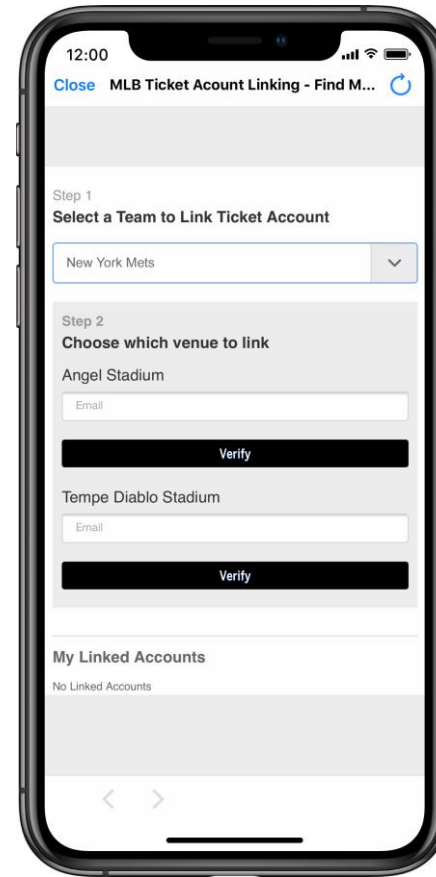 12:00
Close MLB Ticket Acount Linking - Find M...
Step 1
Select a Team to Link Ticket Account
New York Mets
Step 2
Choose which venue to link
Angel Stadium
Email
Verify
Tempe Diablo Stadium
Email
Verify
My Linked Accounts
No Linked Accounts